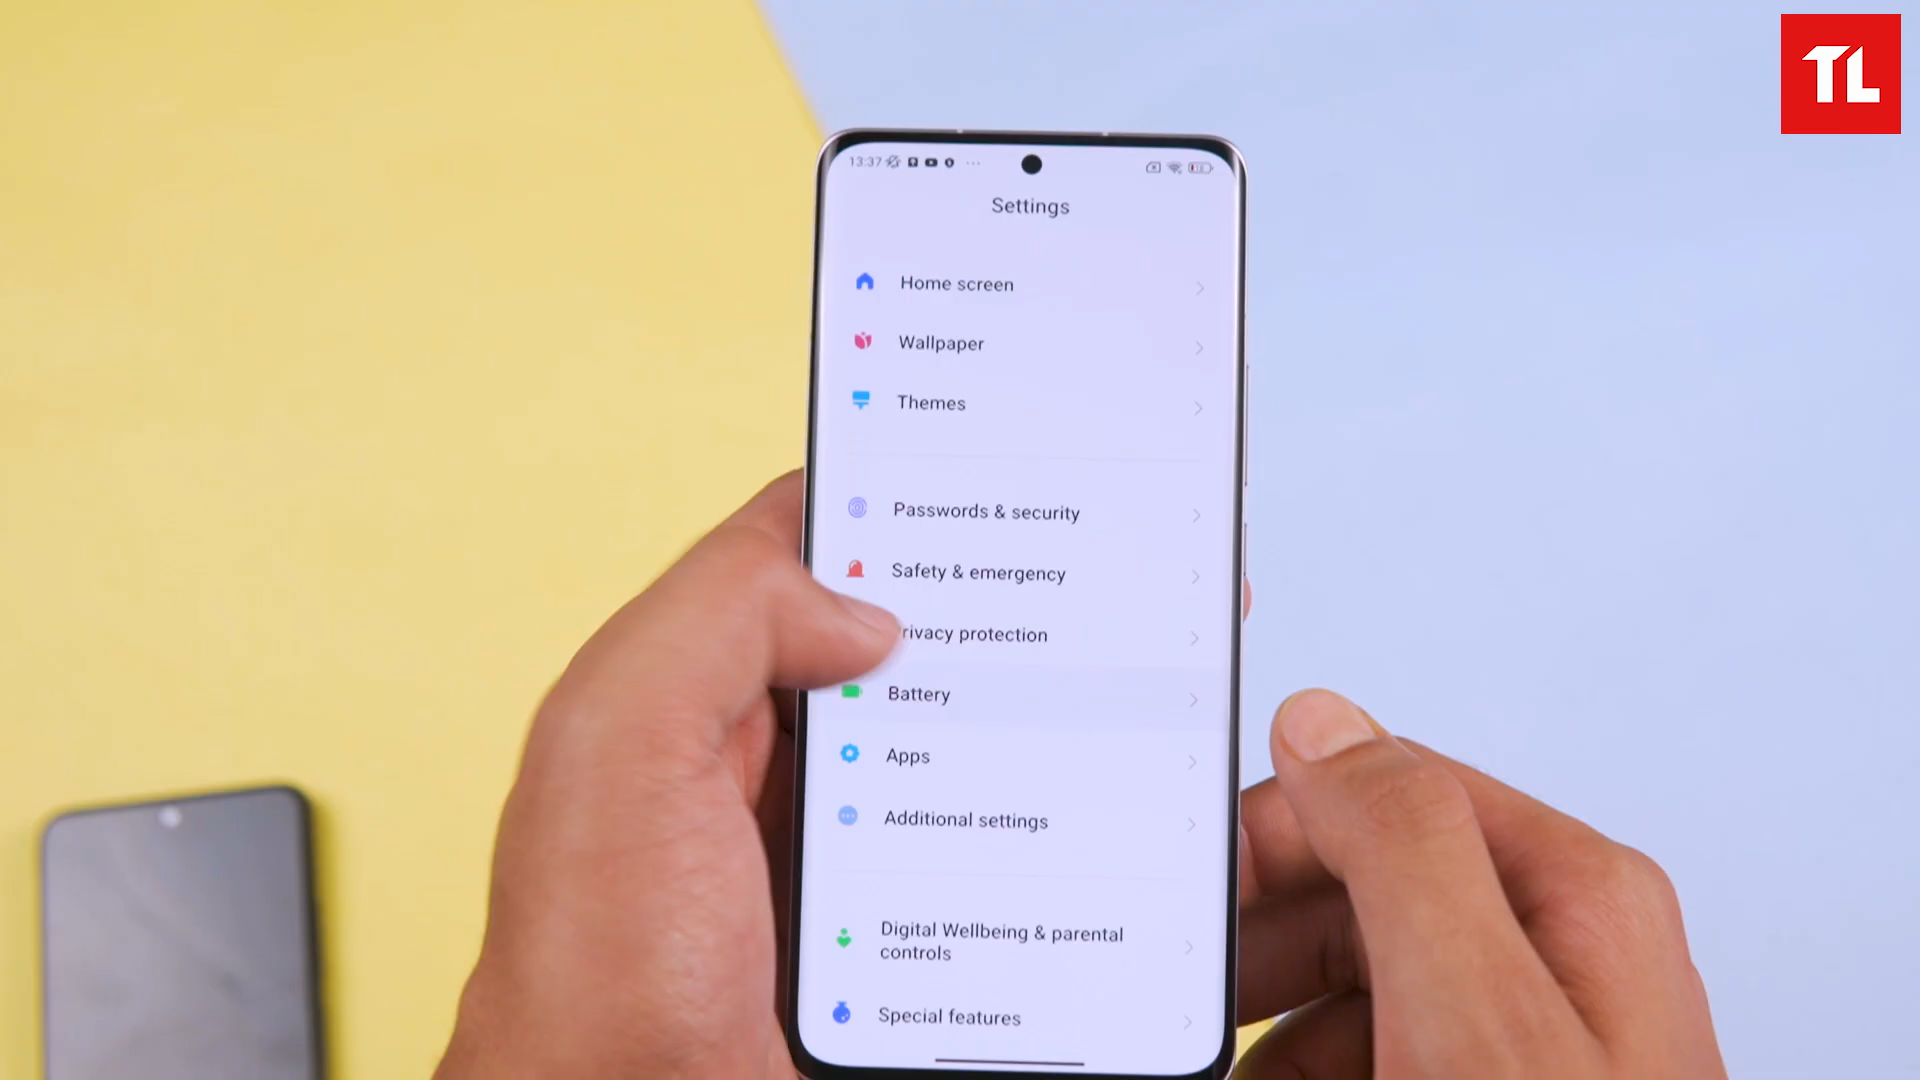 TL
13:37
Settings
Home screen
Wallpaper
Themes
Passwords & security
Safety & emergency
rivacy protection
Battery
Apps
Additional settings
Digital Wellbeing & parental
controls
Special features